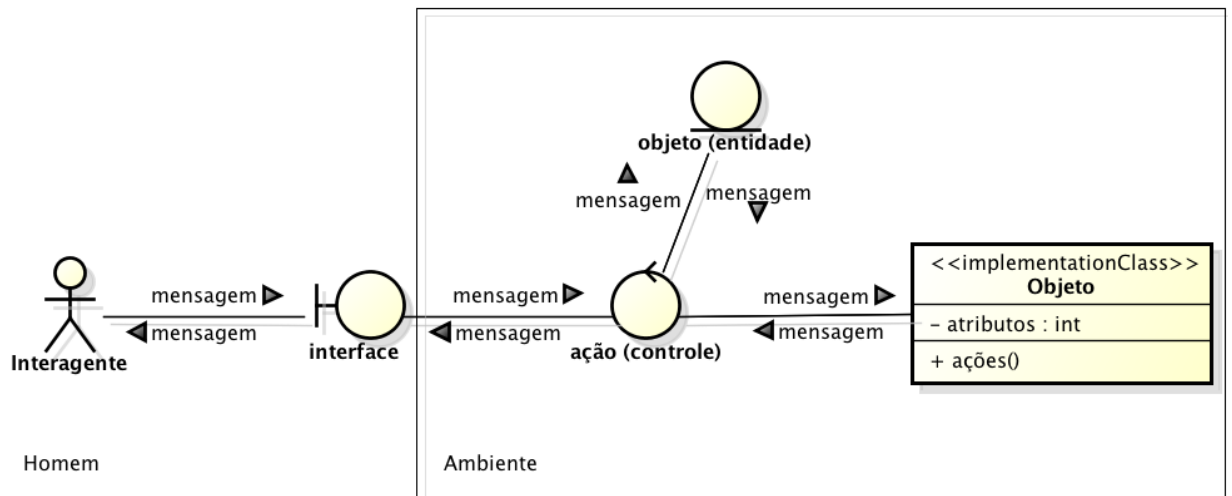 objeto (entidade)
mensagem
mensagem
<<implementationClass>>
Objeto
– atributos : int
+ ações()
mensagem
mensagem
mensagem
mensagem
mensagem
mensagem
Interagente
interface
ação (controle)
Homem
Ambiente